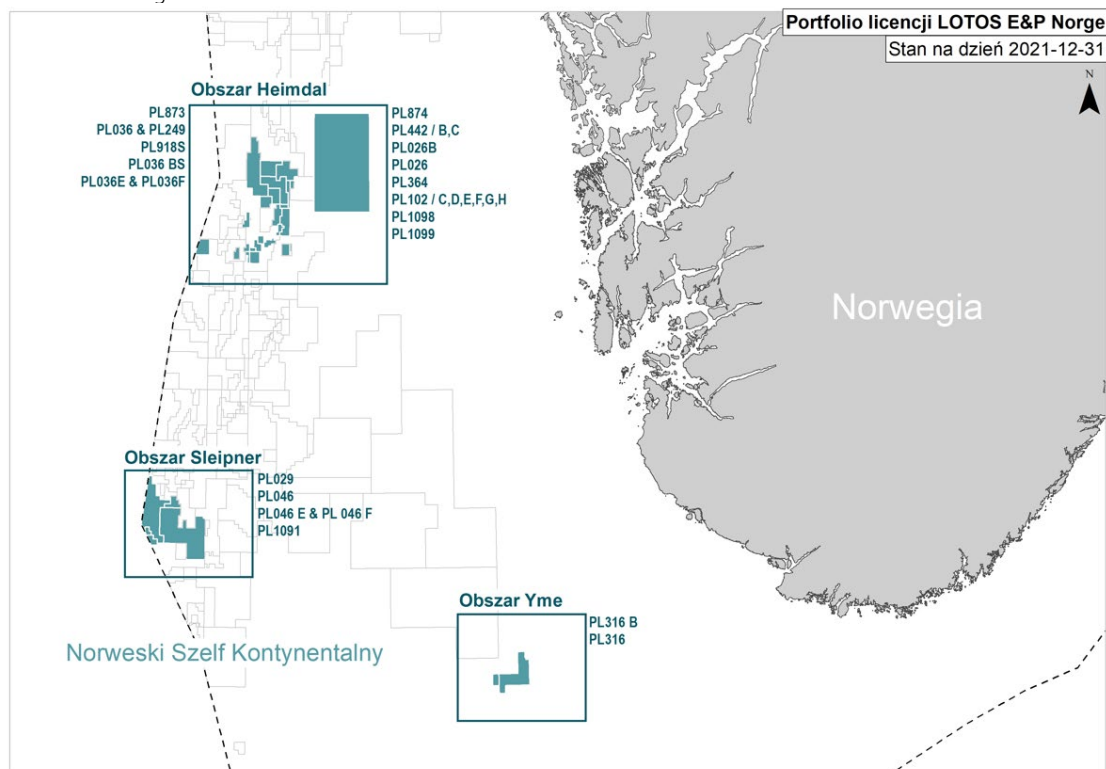 Portfolio licencji LOTOS E&P Norge
Stan na dzień 2021-12-31
N
Obszar Heimdal
PL873
PL036 & PL249
PL918S
PL036 BS
PL036E & PL036F
PL874
PL442 / B,C
PL026B
PL026
PL364
PL102 / C,D,E,F,G,H
PL1098
PL1099
Norwegia
Obszar Sleipner
PL029
PL046
PL046 E & PL 046 F
PL1091
Obszar Yme
PL316 B
PL316
Norweski Szelf Kontynentalny